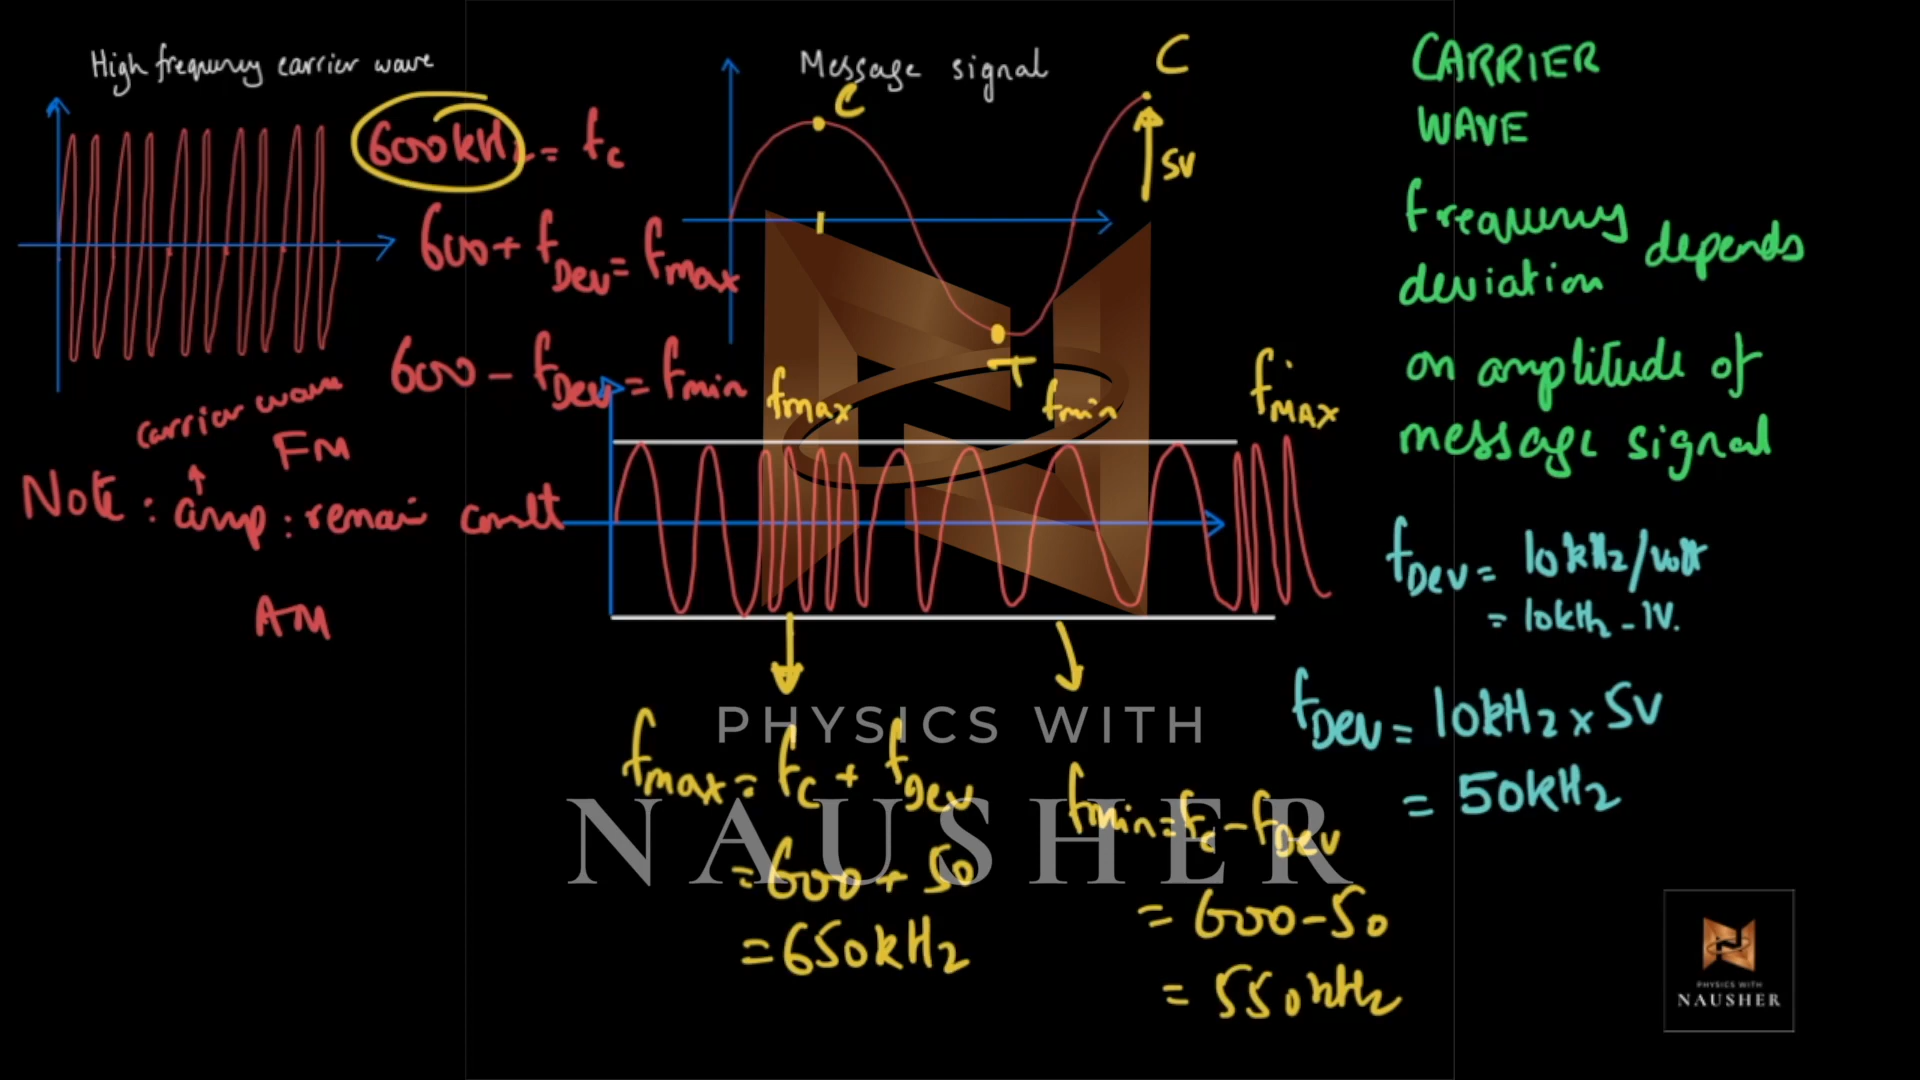 High frequency carrier wave
600kHz = fc
600 + fDev = fmax
600 - fDev = fmin
carrier wave
FM
Note : amp : remain
AM
Message signal
C
C
5V
T
fmax
fmin
fMAX
fmax = fc + fDev
= 600 + 50
= 650kHz
fmin = fc - fDev
= 600 - 50
= 550kHz
CARRIER
WAVE
frequency
deviation depends
on amplitude of
message signal
fDev = 10kHz/volt
= 10kHz - 1V.
fDev = 10kHz x 5V
= 50kHz
PHYSICS WITH
NAUSHER
PHYSICS WITH
NAUSHER